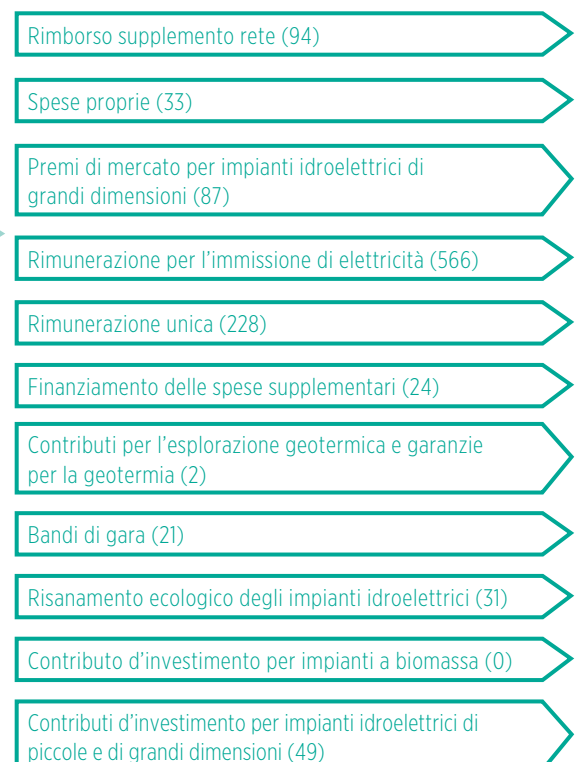 Rimborso supplemento rete (94)
Spese proprie (33)
Premi di mercato per impianti idroelettrici di
grandi dimensioni (87)
Rimunerazione per l'immissione di elettricità (566)
Rimunerazione unica (228)
Finanziamento delle spese supplementari (24)
Contributi per l'esplorazione geotermica e garanzie
per la geotermia (2)
Bandi di gara (21)
Risanamento ecologico degli impianti idroelettrici (31)
Contributo d'investimento per impianti a biomassa (0)
Contributi d'investimento per impianti idroelettrici di
piccole e di grandi dimensioni (49)